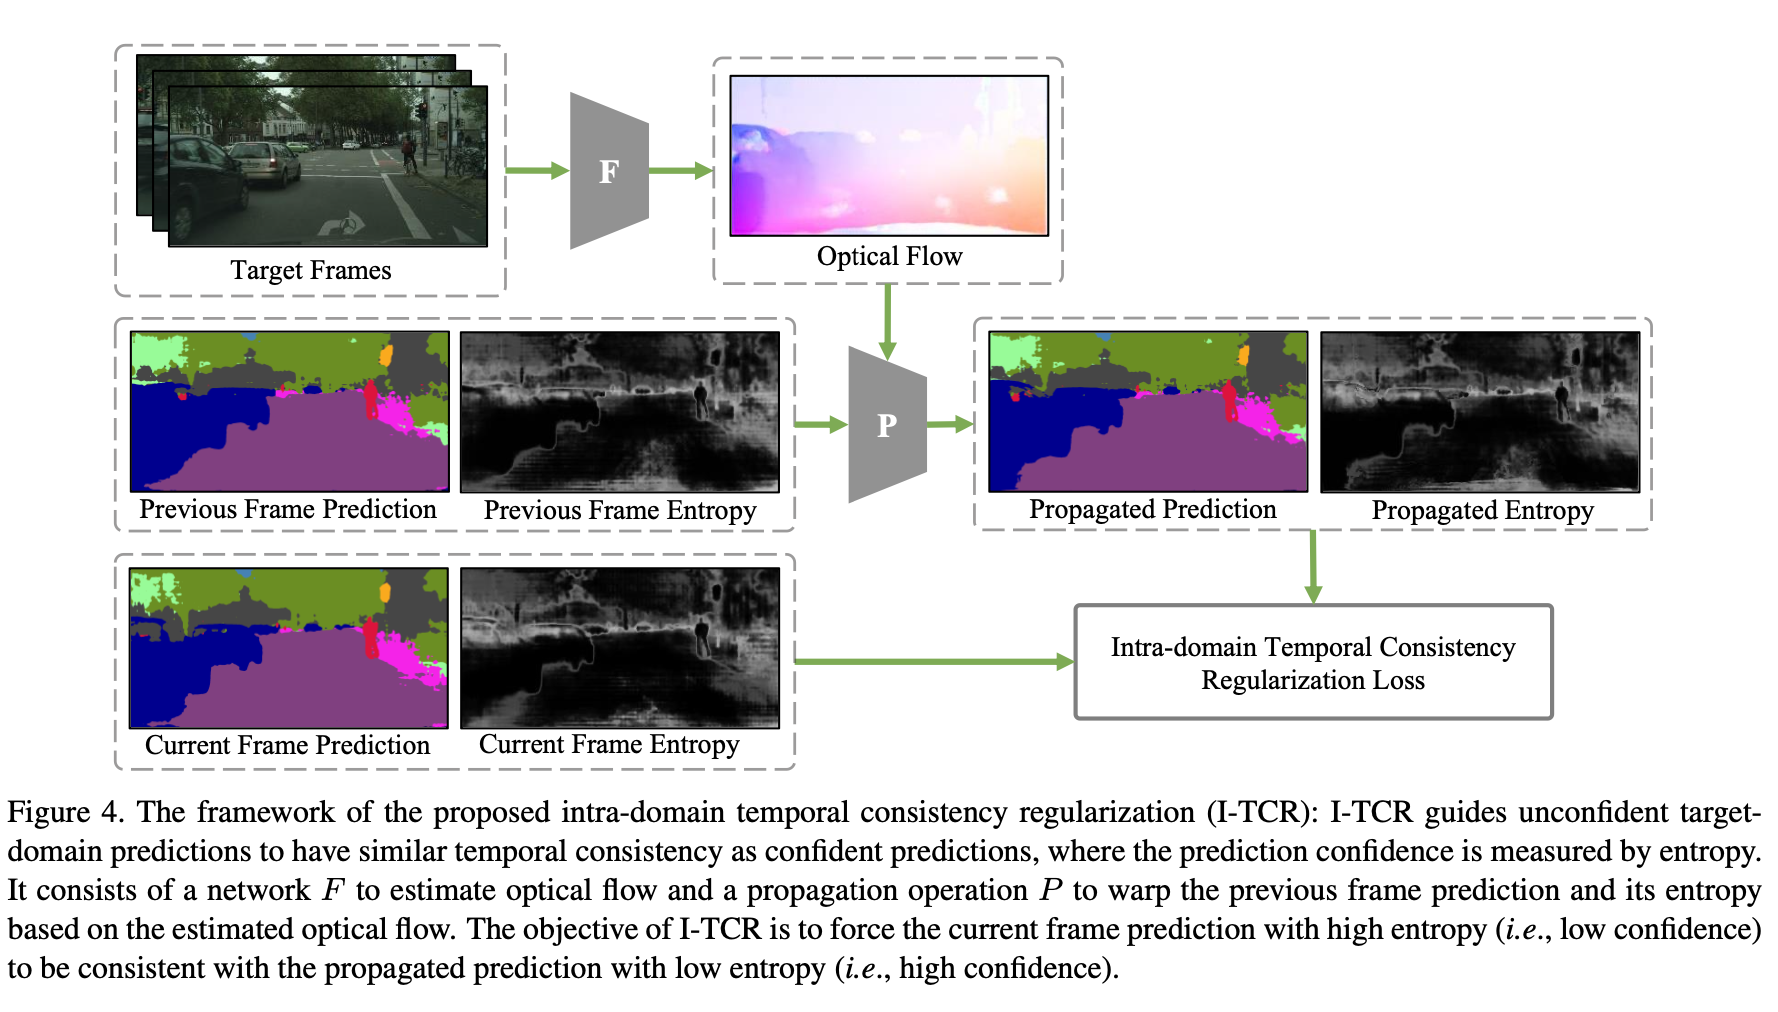 F
Target Frames
Optical Flow
P
Previous Frame Prediction
Previous Frame Entropy
Propagated Prediction
Propagated Entropy
Current Frame Prediction
Current Frame Entropy
Intra-domain Temporal Consistency
Regularization Loss
Figure 4. The framework of the proposed intra-domain temporal consistency regularization (I-TCR): I-TCR guides unconfident target-
domain predictions to have similar temporal consistency as confident predictions, where the prediction confidence is measured by entropy.
It consists of a network F to estimate optical flow and a propagation operation P to warp the previous frame prediction and its entropy
based on the estimated optical flow. The objective of I-TCR is to force the current frame prediction with high entropy (i.e., low confidence)
to be consistent with the propagated prediction with low entropy (i.e., high confidence).